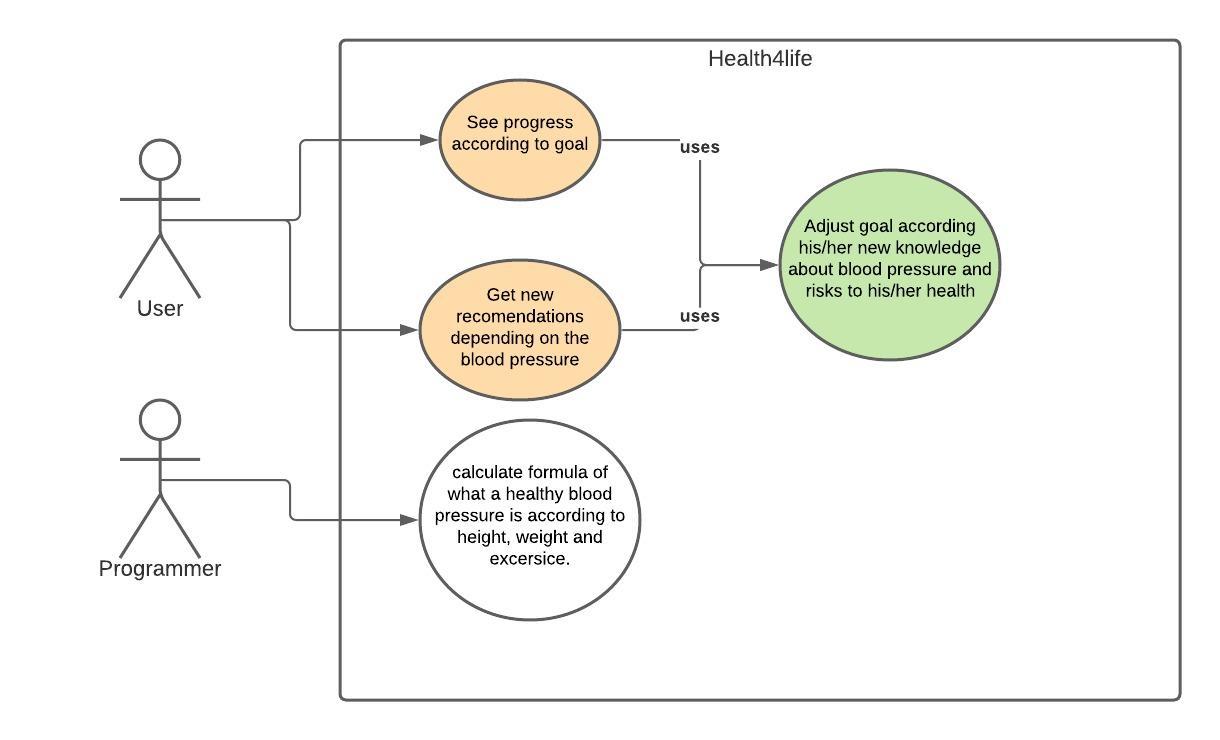 Health4life
See progress
according to goal
uses
Adjust goal according
his/her new knowledge
about blood pressure and
risks to his/her health
Get new
recomendations
depending on the
blood pressure
uses
User
calculate formula of
what a healthy blood
pressure is according to
height, weight and
excersice.
Programmer